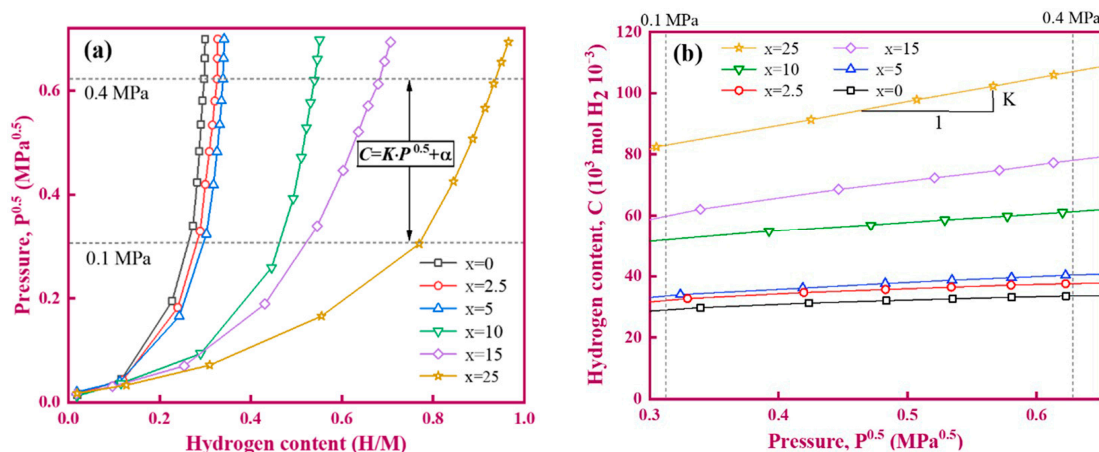 (a)
0.4 MPa
C=K·P^0.5+α
0.1 MPa
x=0
x=2.5
x=5
x=10
x=15
x=25
Pressure, P^0.5 (MPa^0.5)
0.6
0.4
0.2
0.0
0.0 0.2 0.4 0.6 0.8 1.0
Hydrogen content (H/M)
0.1 MPa 0.4 MPa
(b)
x=25 x=15
x=10 x=5
x=2.5 x=0
K
1
Hydrogen content, C (10^3 mol H2 10^-3)
120
100
80
60
40
20
0
0.3 0.4 0.5 0.6
Pressure, P^0.5 (MPa^0.5)